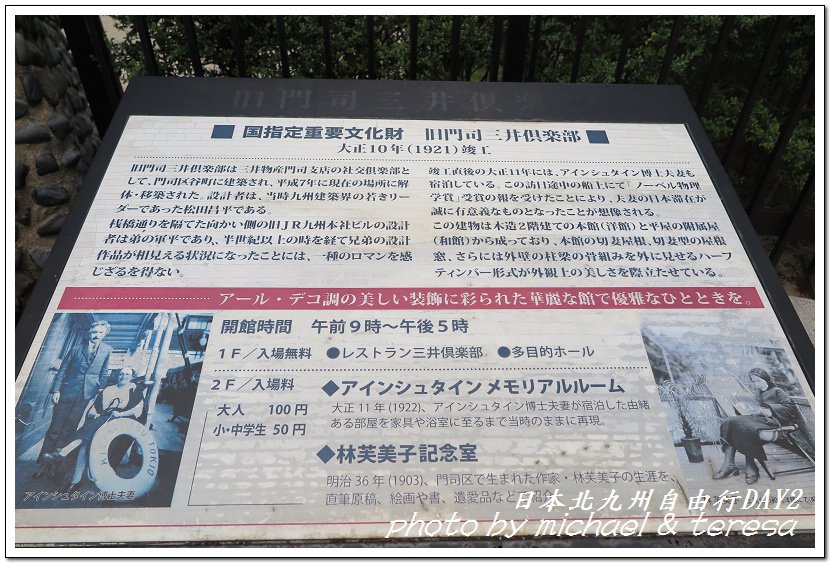 旧門司三井倶楽
■ 国指定重要文化財 旧門司三井倶楽部 ■
大正10年(1921)竣工
旧門司三井倶楽部は三井物産門司支店の社交倶楽部と
して、門司区谷町に建築され、平成7年に現在の場所に解
体・移築された。設計者は、当時九州建築界の若きリー
ダーであった松田昌平である。
桟橋通りを隔てた向かい側の旧JR九州本社ビルの設計
者は弟の軍平であり、半世紀以上の時を経て兄弟の設計
作品が相見える状況になったことには、一種のロマンを感
じざるを得ない。
竣工直後の大正11年には、アインシュタイン博士夫妻も
宿泊している。この訪日途中の船上にて「ノーベル物理
学賞」受賞の報を受けたことにより、夫妻の日本滞在が
誠に有意義なものとなったことが想像される。
この建物は木造2階建ての本館(洋館)と平屋の附属屋
(和館)から成っており、本館の切妻屋根、切妻型の屋根
窓、さらには外壁の柱梁の骨組みを外に見せるハーフ
ティンバー形式が外観上の美しさを際立たせている。
アール・デコ調の美しい装飾に彩られた華麗な館で優雅なひとときを。
開館時間 午前9時〜午後5時
1F/入場無料 ●レストラン三井倶楽部 ●多目的ホール
2F/入場料
大人 100円
小・中学生 50円
◆アインシュタイン メモリアルルーム
大正11年(1922)、アインシュタイン博士夫妻が宿泊した由緒
ある部屋を家具や浴室に至るまで当時のままに再現。
◆林芙美子記念室
明治36年(1903)、門司区で生まれた作家・林芙美子の生涯を、
直筆原稿、絵画や書、遺愛品など
KI
TOKIO
アインシュタイン博士夫妻
日本北九州自由行DAY2
photo by michael & teresa